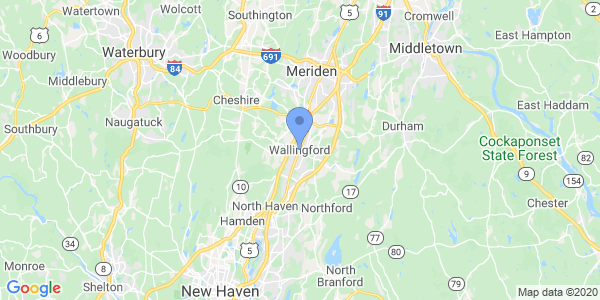 Watertown
Wolcott
Southington
5
91
Cromwell
6
Waterbury
691
Middletown
East Hampton
Woodbury
84
Meriden
Middlebury
Cheshire
East Haddam
Southbury
Naugatuck
Durham
Wallingford
Cockaponset
State Forest
9
154
10
17
North Haven
Northford
Chester
Hamden
34
77
5
Monroe
8
79
80
North
Branford
Shelton
Google
New Haven
Map data ©2020